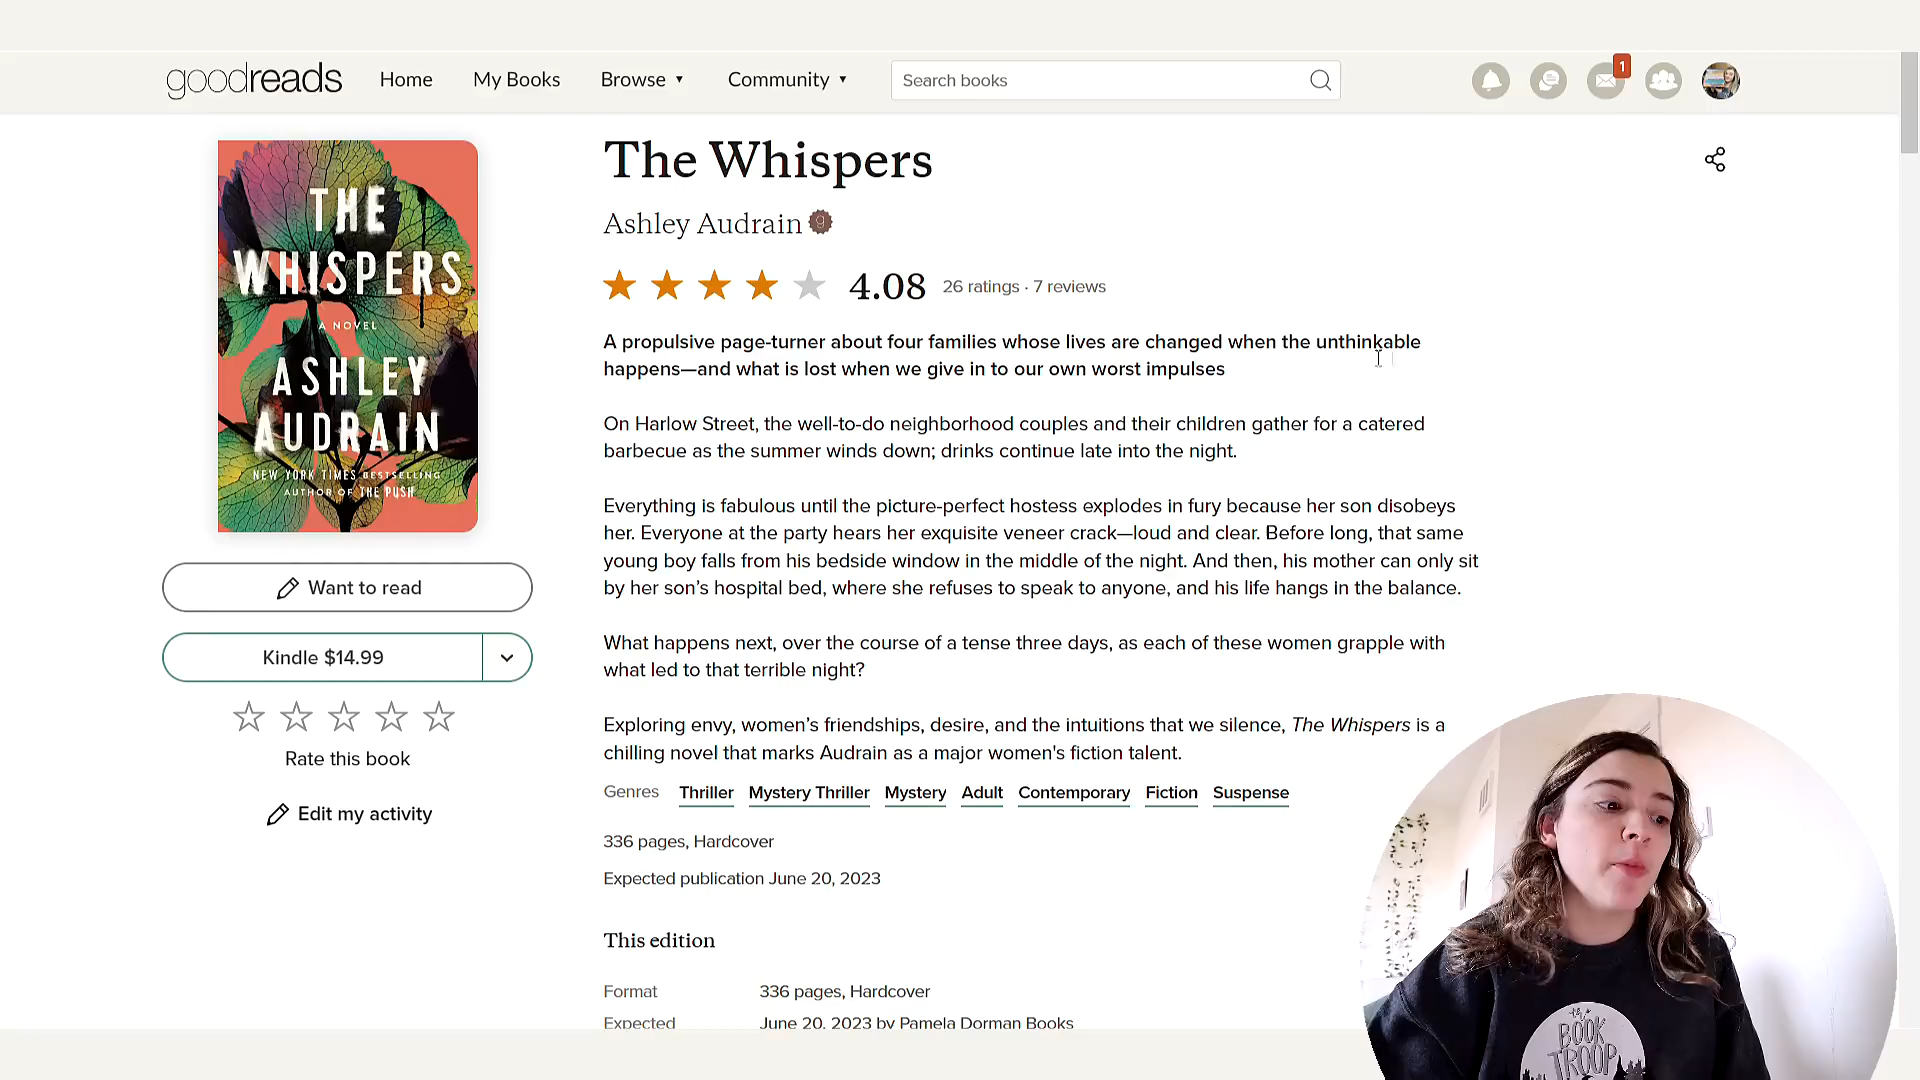 goodreads
Home
My Books
Browse ▼
Community ▼
Search books
1
THE
WHISPERS
A NOVEL
ASHLEY
AUDRAIN
NEW YORK TIMES BESTSELLING
AUTHOR OF THE PUSH
Want to read
Kindle $14.99
Rate this book
Edit my activity
The Whispers
Ashley Audrain g
4.08 26 ratings · 7 reviews
A propulsive page-turner about four families whose lives are changed when the unthinkable
happens—and what is lost when we give in to our own worst impulses
On Harlow Street, the well-to-do neighborhood couples and their children gather for a catered
barbecue as the summer winds down; drinks continue late into the night.
Everything is fabulous until the picture-perfect hostess explodes in fury because her son disobeys
her. Everyone at the party hears her exquisite veneer crack—loud and clear. Before long, that same
young boy falls from his bedside window in the middle of the night. And then, his mother can only sit
by her son’s hospital bed, where she refuses to speak to anyone, and his life hangs in the balance.
What happens next, over the course of a tense three days, as each of these women grapple with
what led to that terrible night?
Exploring envy, women’s friendships, desire, and the intuitions that we silence, The Whispers is a
chilling novel that marks Audrain as a major women's fiction talent.
Genres Thriller Mystery Thriller Mystery Adult Contemporary Fiction Suspense
336 pages, Hardcover
Expected publication June 20, 2023
This edition
Format 336 pages, Hardcover
Expected June 20, 2023 by Pamela Dorman Books
the
BOOK
TROOP